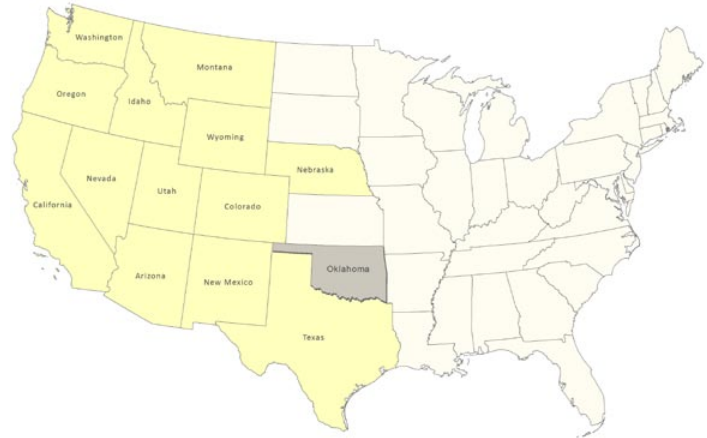 Washington
Montana
Oregon
Idaho
Wyoming
Nebraska
Nevada
Utah
Colorado
California
Oklahoma
Arizona
New Mexico
Texas